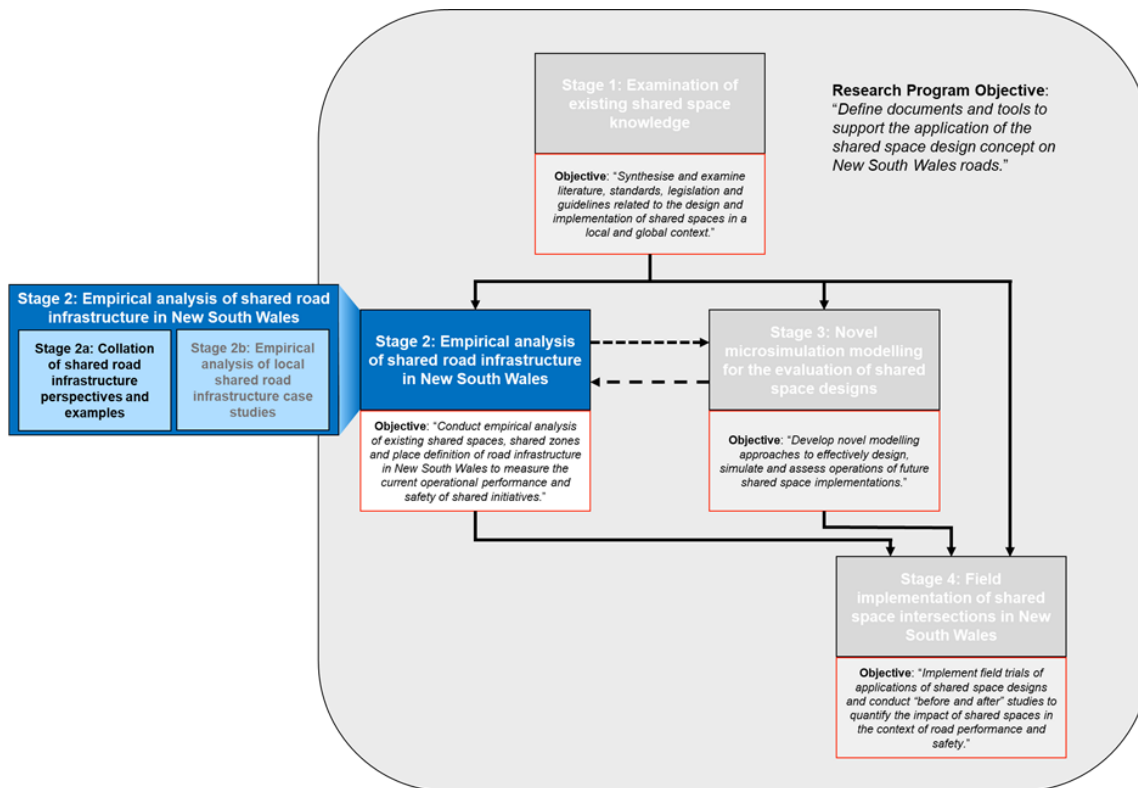 Stage 1: Examination of
existing shared space
knowledge
Objective: “Synthesise and examine
literature, standards, legislation and
guidelines related to the design and
implementation of shared spaces in a
local and global context.”
Research Program Objective:
“Define documents and tools to
support the application of the
shared space design concept on
New South Wales roads.”
Stage 2: Empirical analysis of shared road
infrastructure in New South Wales
Stage 2a: Collation
of shared road
infrastructure
perspectives and
examples
Stage 2b: Empirical
analysis of local
shared road
infrastructure case
studies
Stage 2: Empirical analysis
of shared road infrastructure
in New South Wales
Objective: “Conduct empirical analysis
of existing shared spaces, shared zones
and place definition of road infrastructure
in New South Wales to measure the
current operational performance and
safety of shared initiatives.”
Stage 3: Novel
microsimulation modelling
for the evaluation of shared
space designs
Objective: “Develop novel modelling
approaches to effectively design,
simulate and assess operations of future
shared space implementations.”
Stage 4: Field
implementation of shared
space intersections in New
South Wales
Objective: “Implement field trials of
applications of shared space designs
and conduct “before and after” studies to
quantify the impact of shared spaces in
the context of road performance and
safety.”